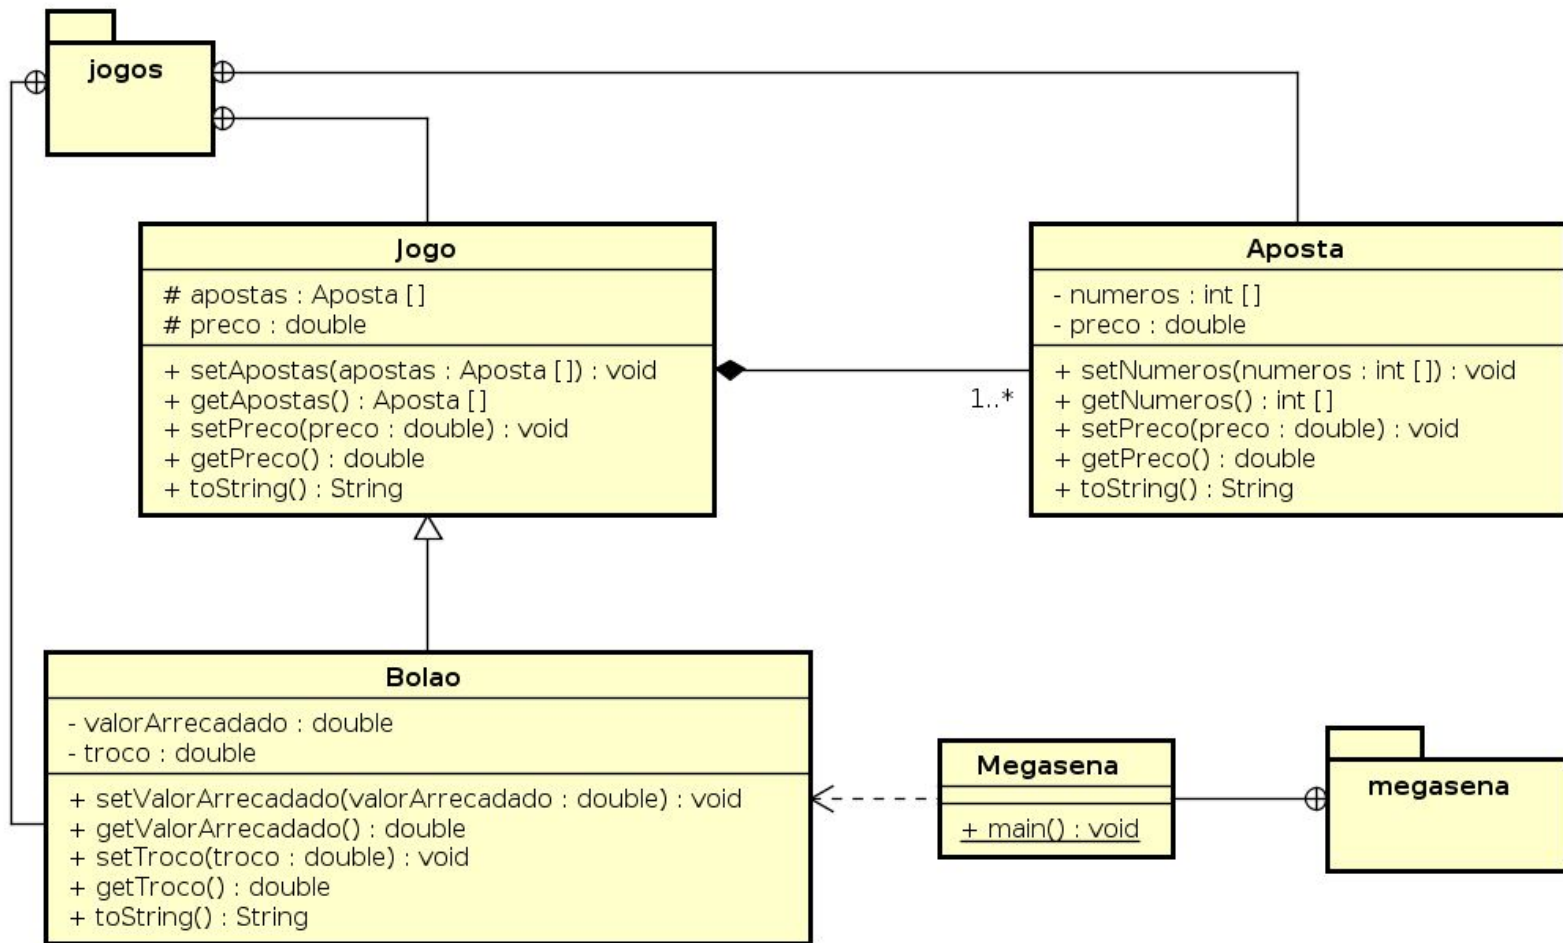 jogos
Jogo
# apostas : Aposta []
# preco : double
+ setApostas(apostas : Aposta []) : void
+ getApostas() : Aposta []
+ setPreco(preco : double) : void
+ getPreco() : double
+ toString() : String
1..*
Aposta
- numeros : int []
- preco : double
+ setNumeros(numeros : int []) : void
+ getNumeros() : int []
+ setPreco(preco : double) : void
+ getPreco() : double
+ toString() : String
Bolao
- valorArrecadado : double
- troco : double
+ setValorArrecadado(valorArrecadado : double) : void
+ getValorArrecadado() : double
+ setTroco(troco : double) : void
+ getTroco() : double
+ toString() : String
Megasena
+ main() : void
megasena